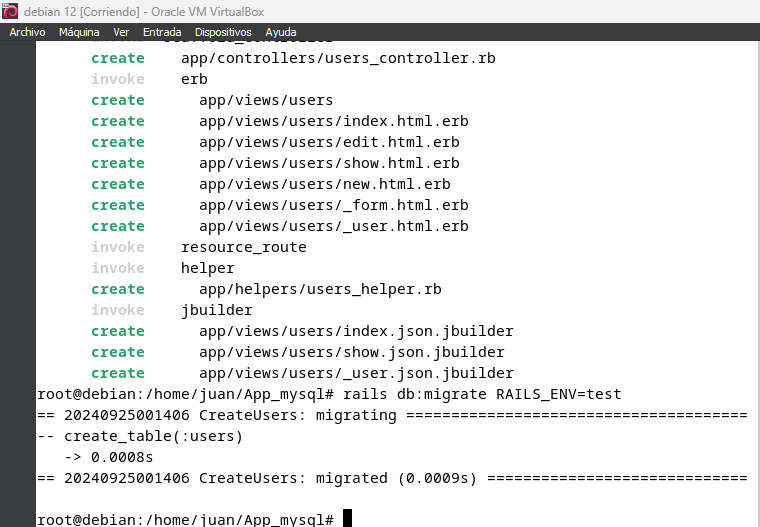 debian 12 [Corriendo] - Oracle VM VirtualBox
Archivo Máquina Ver Entrada Dispositivos Ayuda
create app/controllers/users_controller.rb
invoke erb
create app/views/users
create app/views/users/index.html.erb
create app/views/users/edit.html.erb
create app/views/users/show.html.erb
create app/views/users/new.html.erb
create app/views/users/_form.html.erb
create app/views/users/_user.html.erb
invoke resource_route
invoke helper
create app/helpers/users_helper.rb
invoke jbuilder
create app/views/users/index.json.jbuilder
create app/views/users/show.json.jbuilder
create app/views/users/_user.json.jbuilder
root@debian:/home/juan/App_mysql# rails db:migrate RAILS_ENV=test
== 20240925001406 CreateUsers: migrating ======================================
-- create_table(:users)
-> 0.0008s
== 20240925001406 CreateUsers: migrated (0.0009s) =============================
root@debian:/home/juan/App_mysql#